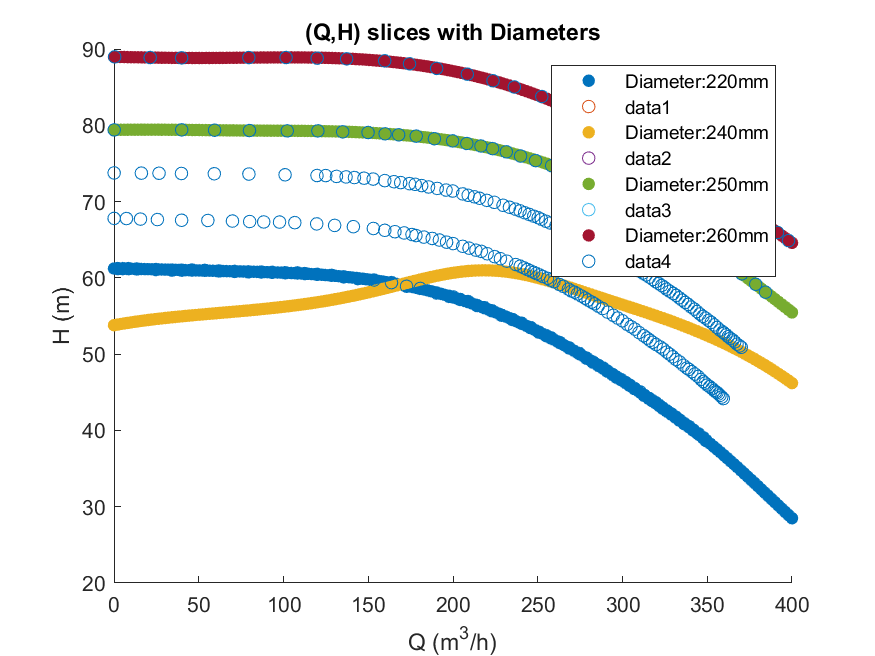 (Q,H) slices with Diameters
90
80
70
60
50
40
30
20
H (m)
Diameter:220mm
data1
Diameter:240mm
data2
Diameter:250mm
data3
Diameter:260mm
data4
0 50 100 150 200 250 300 350 400
Q (m³/h)